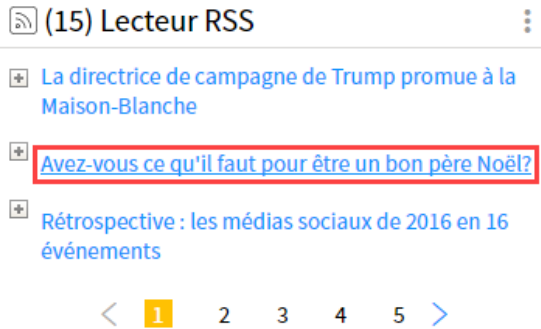 (15) Lecteur RSS
La directrice de campagne de Trump promue à la
Maison-Blanche
Avez-vous ce qu'il faut pour être un bon père Noël?
Rétrospective : les médias sociaux de 2016 en 16
événements
1 2 3 4 5